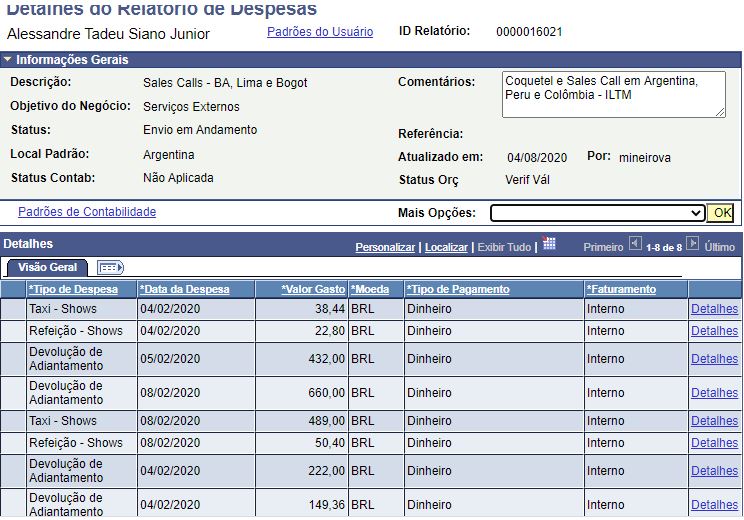 Detalhes do Relatório de Despesas
Alessandre Tadeu Siano Junior Padrões do Usuário ID Relatório: 0000016021
Informações Gerais
Descrição: Sales Calls - BA, Lima e Bogot Comentários: Coquetel e Sales Call em Argentina,
Peru e Colômbia - ILTM
Objetivo do Negócio: Serviços Externos
Status: Envio em Andamento Referência:
Local Padrão: Argentina Atualizado em: 04/08/2020 Por: mineirova
Status Contab: Não Aplicada Status Orç Verif Vál
Padrões de Contabilidade Mais Opções: OK
Detalhes Personalizar | Localizar | Exibir Tudo | Primeiro 1-8 de 8 Último
Visão Geral
*Tipo de Despesa *Data da Despesa *Valor Gasto *Moeda *Tipo de Pagamento *Faturamento
Taxi - Shows 04/02/2020 38,44 BRL Dinheiro Interno Detalhes
Refeição - Shows 04/02/2020 22,80 BRL Dinheiro Interno Detalhes
Devolução de
Adiantamento 05/02/2020 432,00 BRL Dinheiro Interno Detalhes
Devolução de
Adiantamento 08/02/2020 660,00 BRL Dinheiro Interno Detalhes
Taxi - Shows 08/02/2020 489,00 BRL Dinheiro Interno Detalhes
Refeição - Shows 08/02/2020 50,40 BRL Dinheiro Interno Detalhes
Devolução de
Adiantamento 04/02/2020 222,00 BRL Dinheiro Interno Detalhes
Devolução de
Adiantamento 04/02/2020 149,36 BRL Dinheiro Interno Detalhes